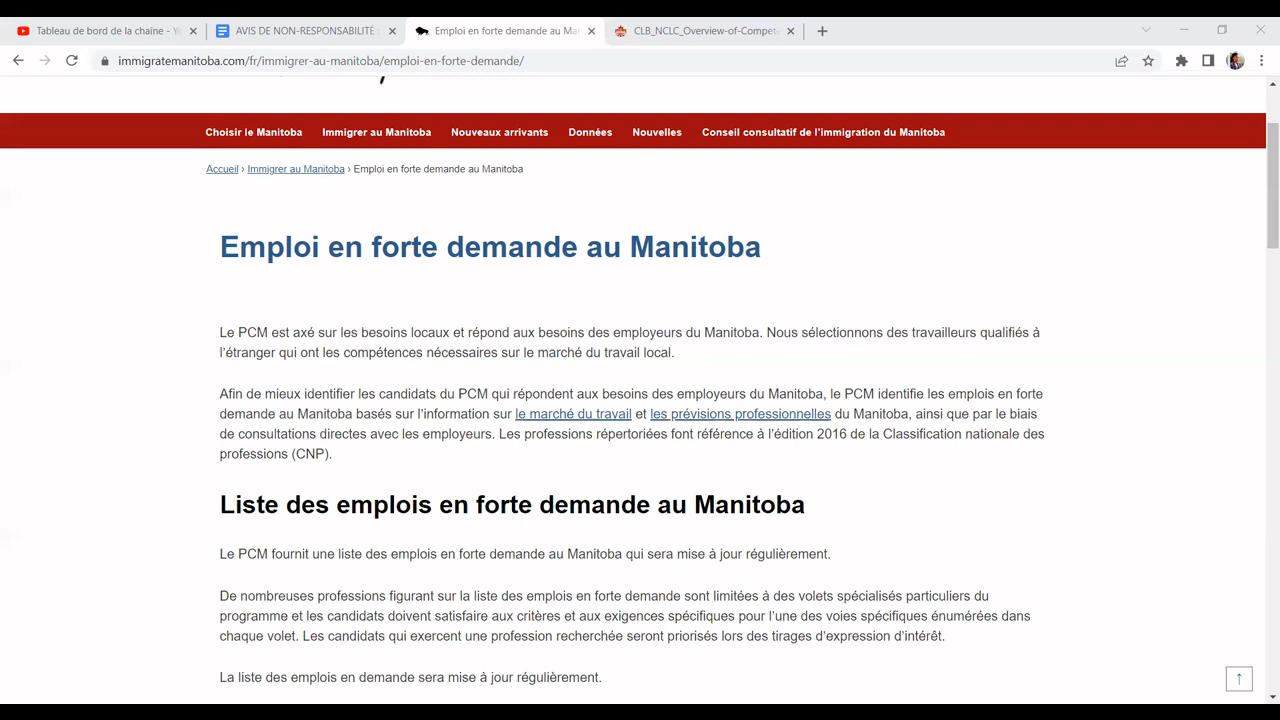 Tableau de bord de la chaîne - Y
AVIS DE NON-RESPONSABILITÉ
Emploi en forte demande au Ma
CLB_NCLC_Overview-of-Compet
immigratemanitoba.com/fr/immigrer-au-manitoba/emploi-en-forte-demande/
Choisir le Manitoba Immigrer au Manitoba Nouveaux arrivants Données Nouvelles Conseil consultatif de l'immigration du Manitoba
Accueil › Immigrer au Manitoba › Emploi en forte demande au Manitoba
Emploi en forte demande au Manitoba
Le PCM est axé sur les besoins locaux et répond aux besoins des employeurs du Manitoba. Nous sélectionnons des travailleurs qualifiés à
l'étranger qui ont les compétences nécessaires sur le marché du travail local.
Afin de mieux identifier les candidats du PCM qui répondent aux besoins des employeurs du Manitoba, le PCM identifie les emplois en forte
demande au Manitoba basés sur l'information sur le marché du travail et les prévisions professionnelles du Manitoba, ainsi que par le biais
de consultations directes avec les employeurs. Les professions répertoriées font référence à l'édition 2016 de la Classification nationale des
professions (CNP).
Liste des emplois en forte demande au Manitoba
Le PCM fournit une liste des emplois en forte demande au Manitoba qui sera mise à jour régulièrement.
De nombreuses professions figurant sur la liste des emplois en forte demande sont limitées à des volets spécialisés particuliers du
programme et les candidats doivent satisfaire aux critères et aux exigences spécifiques pour l'une des voies spécifiques énumérées dans
chaque volet. Les candidats qui exercent une profession recherchée seront priorisés lors des tirages d'expression d'intérêt.
La liste des emplois en demande sera mise à jour régulièrement.